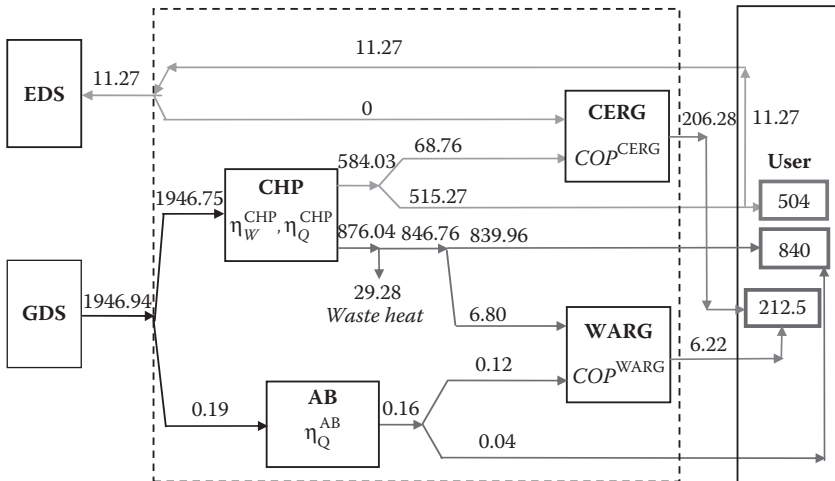 11.27
11.27
EDS
0
CERG
COP^CERG
206.28
11.27
68.76
584.03
User
1946.75
CHP
η_W^CHP, η_Q^CHP
515.27
504
876.04
846.76
839.96
840
29.28
Waste heat
GDS
1946.94
212.5
6.80
WARG
COP^WARG
6.22
0.12
0.19
AB
η_Q^AB
0.16
0.04